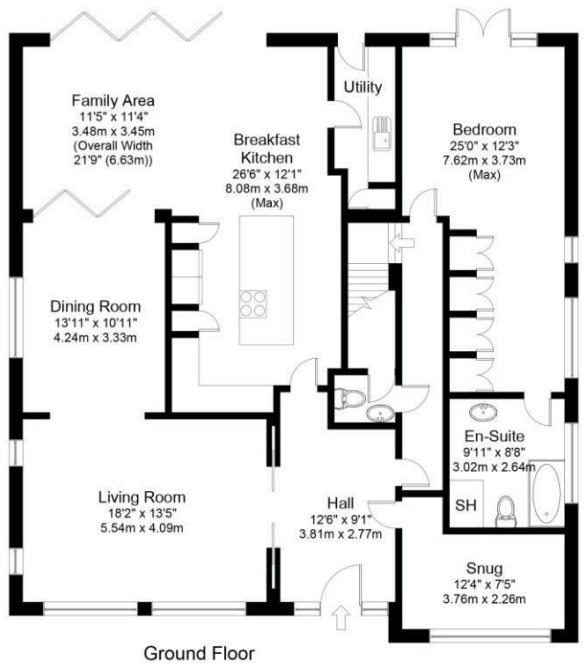 Family Area
11'5" x 11'4"
3.48m x 3.45m
(Overall Width
21'9" (6.63m))
Breakfast
Kitchen
26'6" x 12'1"
8.08m x 3.68m
(Max)
Utility
Bedroom
25'0" x 12'3"
7.62m x 3.73m
(Max)
Dining Room
13'11" x 10'11"
4.24m x 3.33m
En-Suite
9'11" x 8'8"
3.02m x 2.64m
SH
Living Room
18'2" x 13'5"
5.54m x 4.09m
Hall
12'6" x 9'1"
3.81m x 2.77m
Snug
12'4" x 7'5"
3.76m x 2.26m
Ground Floor